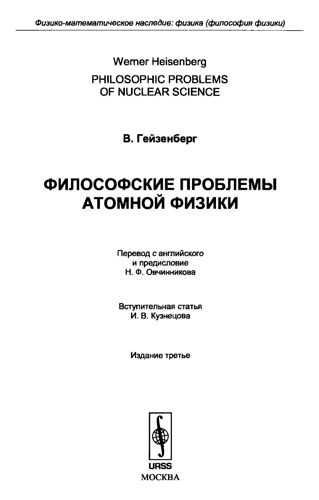 Физико-математическое наследие: физика (философия физики)
Werner Heisenberg
PHILOSOPHIC PROBLEMS
OF NUCLEAR SCIENCE
В. Гейзенберг
ФИЛОСОФСКИЕ ПРОБЛЕМЫ
АТОМНОЙ ФИЗИКИ
Перевод с английского
и предисловие
Н. Ф. Овчинникова
Вступительная статья
И. В. Кузнецова
Издание третье
URSS
МОСКВА